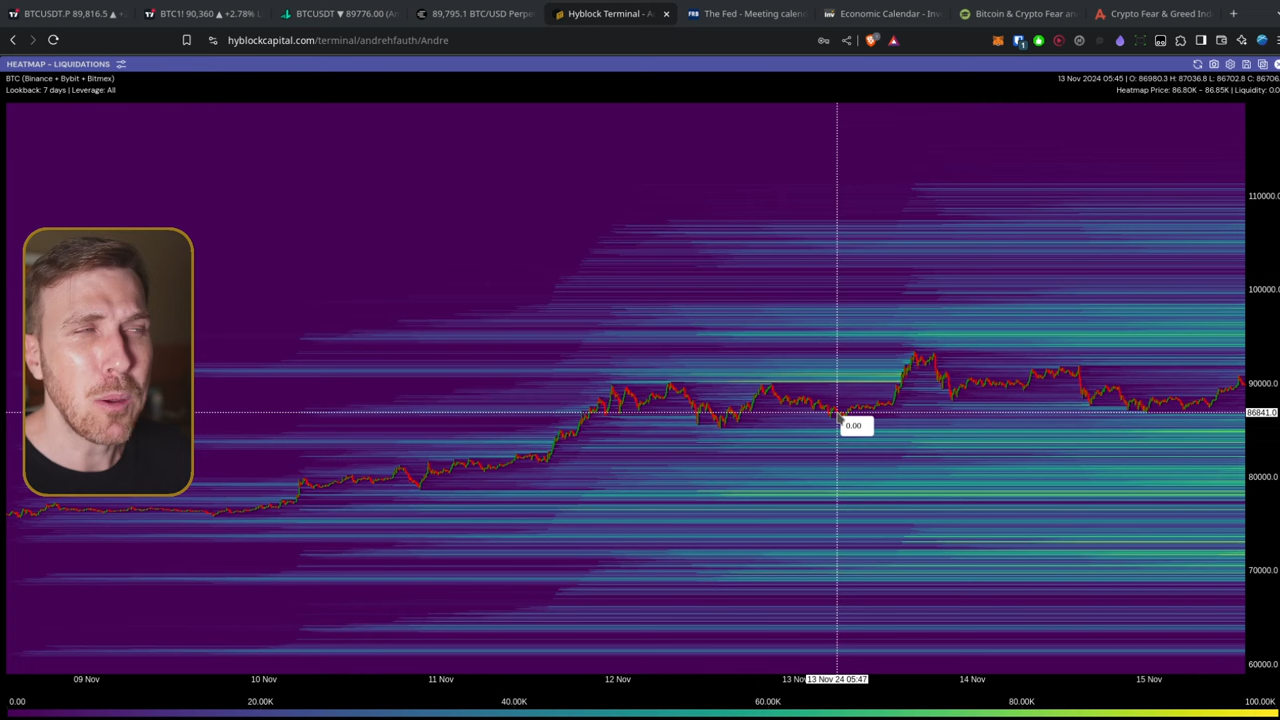 BTCUSDT.P 89,816.5 ▲ +
BTC1! 90,360 ▲ +2.78%
BTCUSDT ▼ 89776.00
89,795.1 BTC/USD Perpe
Hyblock Terminal - A
The Fed - Meeting calen
Economic Calendar - Inv
Bitcoin & Crypto Fear an
Crypto Fear & Greed Ind
hyblockcapital.com/terminal/andrehfauth/Andre
HEATMAP - LIQUIDATIONS
BTC (Binance + Bybit + Bitmex)
Lookback: 7 days | Leverage: All
13 Nov 2024 05:45 | O: 86980.3 H: 87036.8 L: 86702.8 C: 86706.
Heatmap Price: 86.80K - 86.85K | Liquidity: 0.0
110000.0
100000.0
90000.0
86841.0
0.00
80000.0
70000.0
60000.0
09 Nov
10 Nov
11 Nov
12 Nov
13 Nov
13 Nov 24 05:47
14 Nov
15 Nov
0.00
20.00K
40.00K
60.00K
80.00K
100.00K